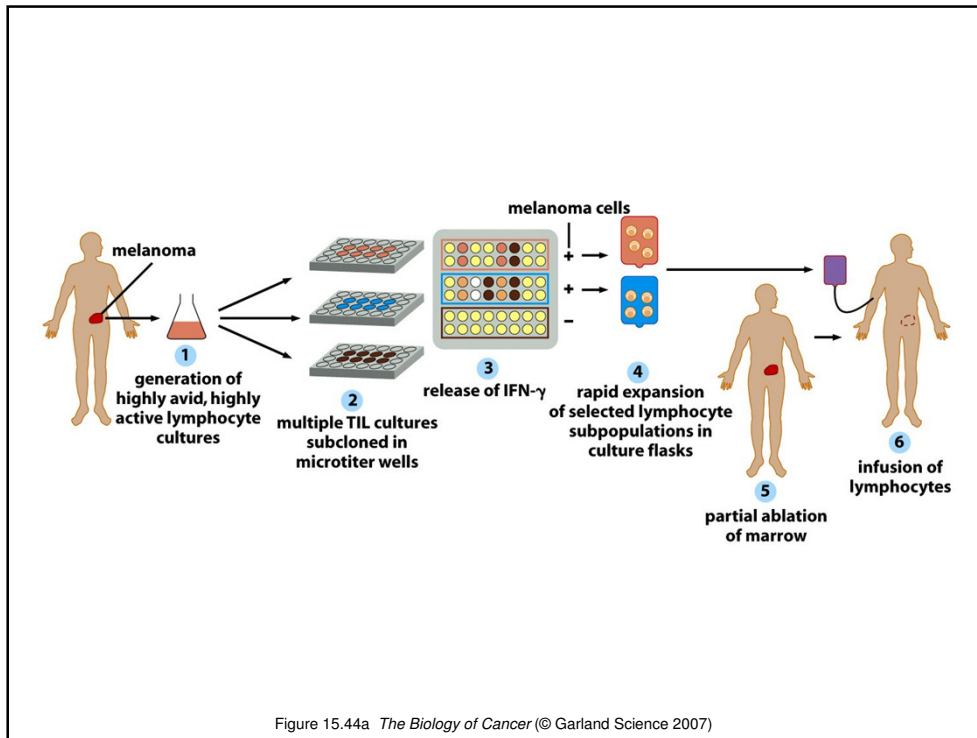 melanoma
1
generation of
highly avid, highly
active lymphocyte
cultures
2
multiple TIL cultures
subcloned in
microtiter wells
melanoma cells
+
+
–
3
release of IFN-γ
4
rapid expansion
of selected lymphocyte
subpopulations in
culture flasks
5
partial ablation
of marrow
6
infusion of
lymphocytes
Figure 15.44a The Biology of Cancer (© Garland Science 2007)